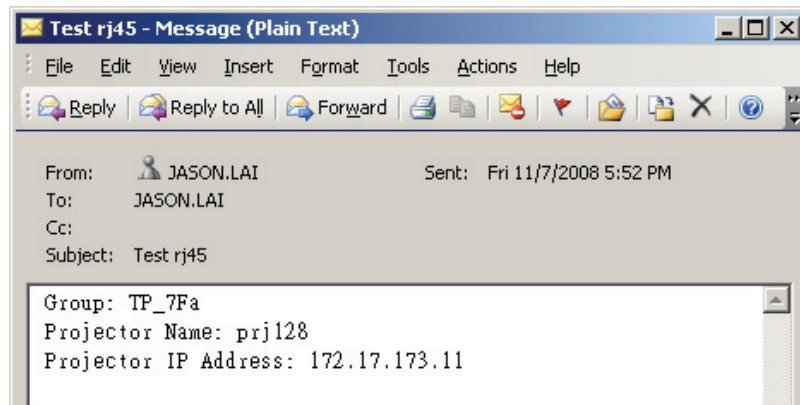 Test rj45 - Message (Plain Text)
File Edit View Insert Format Tools Actions Help
Reply Reply to All Forward
From: JASON.LAI Sent: Fri 11/7/2008 5:52 PM
To: JASON.LAI
Cc:
Subject: Test rj45
Group: TP_7Fa
Projector Name: prj128
Projector IP Address: 172.17.173.11